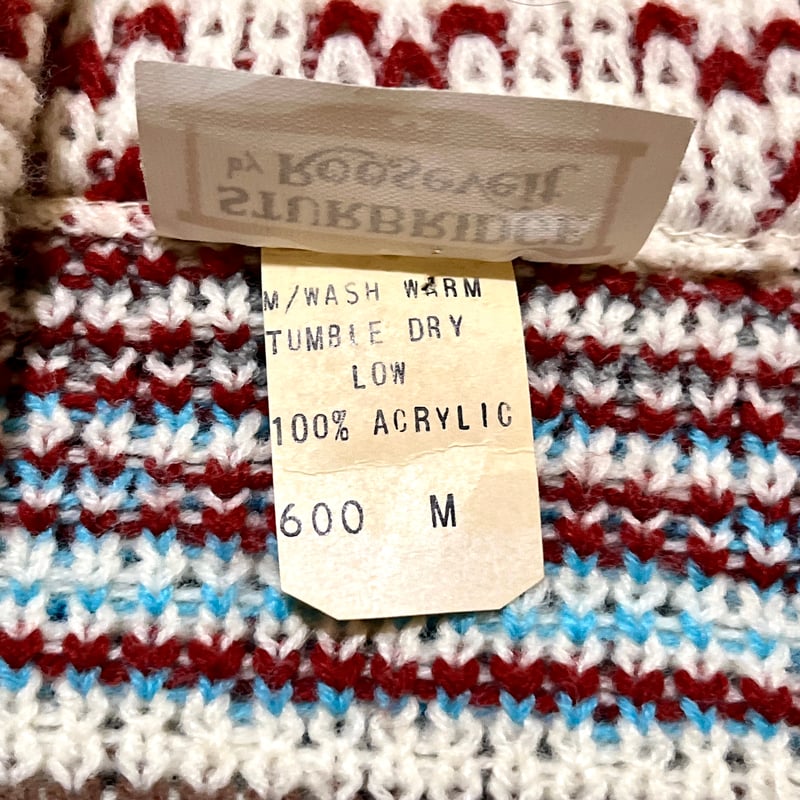 STURBRIDGE
by Roosevelt
M/WASH WARM
TUMBLE DRY
LOW
100% ACRYLIC
600 M